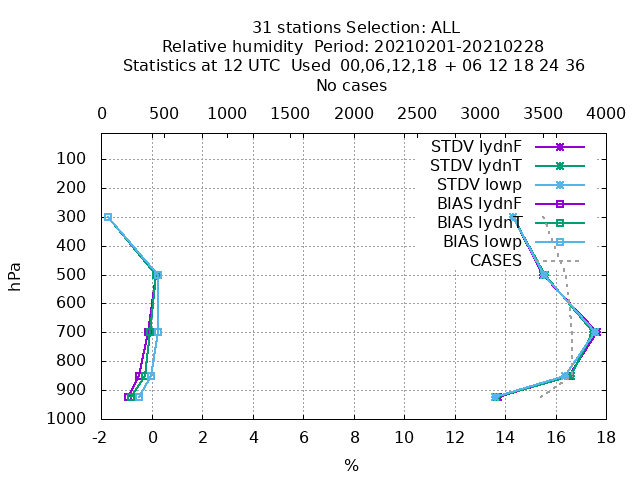 31 stations Selection: ALL
Relative humidity  Period: 20210201-20210228
Statistics at 12 UTC  Used  00,06,12,18  + 06 12 18 24 36
No cases
0 500 1000 1500 2000 2500 3000 3500 4000
STDV lydnF
STDV lydnT
STDV lowp
BIAS lydnF
BIAS lydnT
BIAS lowp
CASES
100
200
300
400
500
600
700
800
900
1000
hPa
-2 0 2 4 6 8 10 12 14 16 18
%